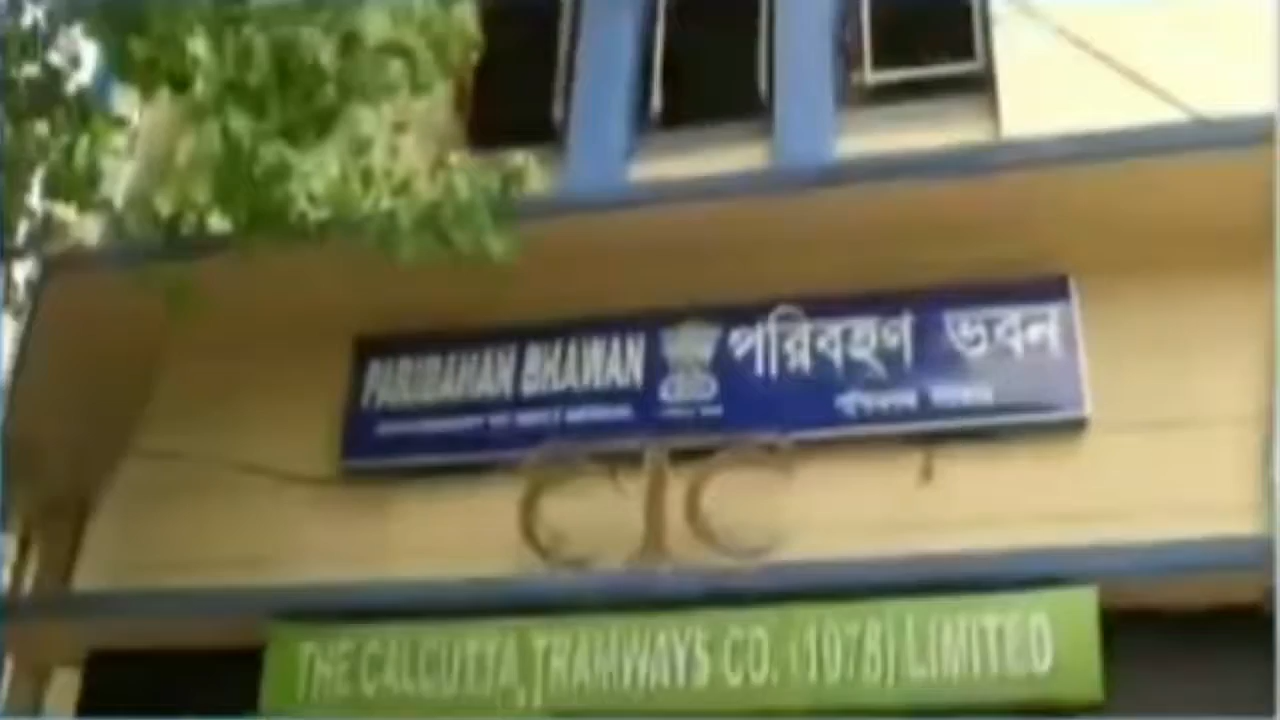 PARIBAHAN BHAWAN
পরিবহণ ভবন
CTC
THE CALCUTTA TRAMWAYS CO. (1978) LIMITED